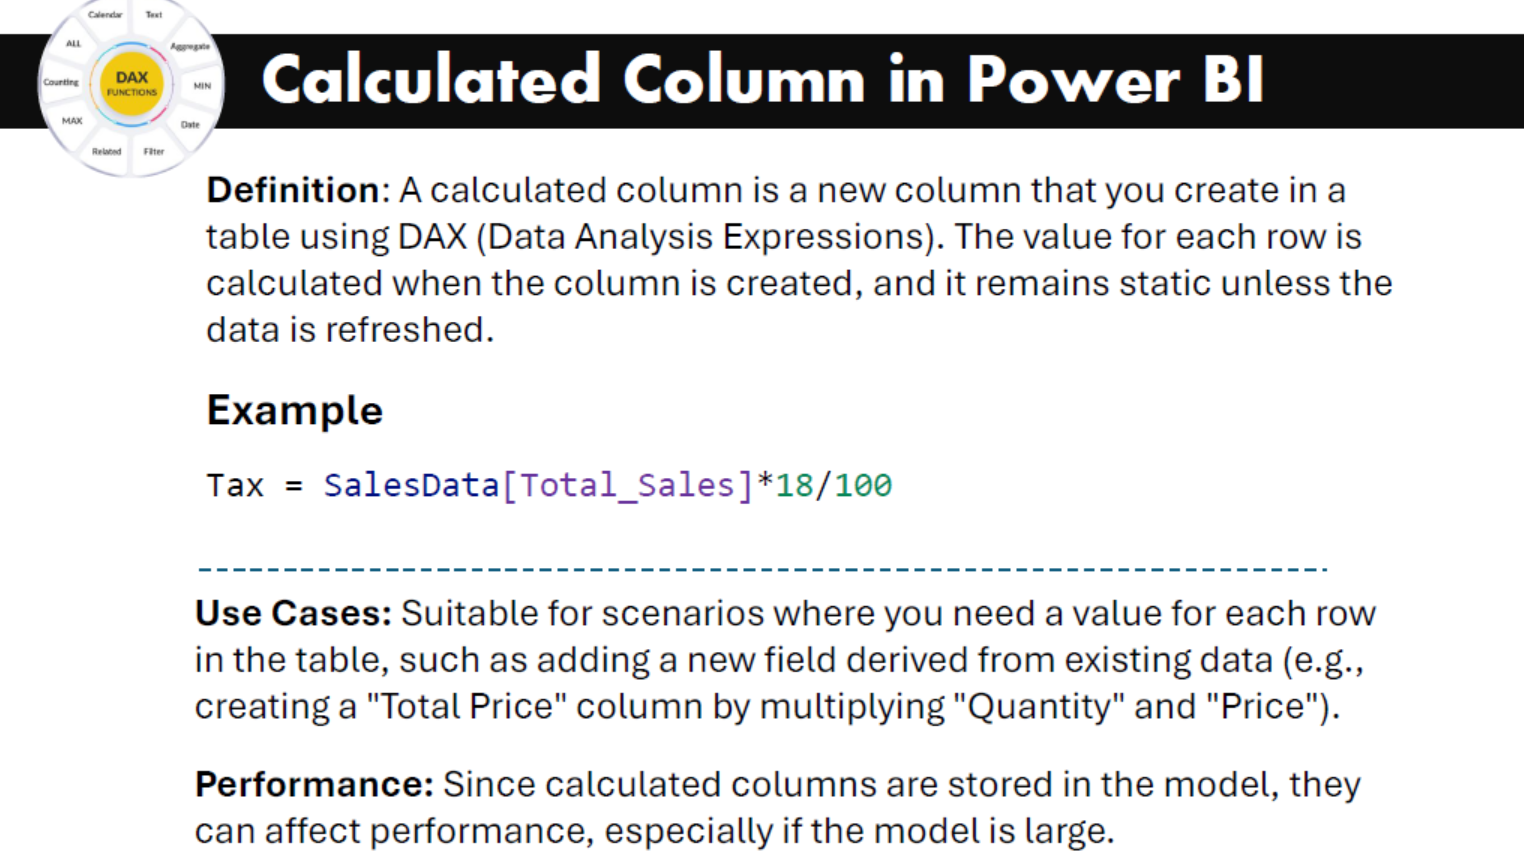 Calendar
Text
ALL
Aggregate
Counting
DAX
FUNCTIONS
MIN
MAX
Date
Related
Filter
Calculated Column in Power BI
Definition: A calculated column is a new column that you create in a
table using DAX (Data Analysis Expressions). The value for each row is
calculated when the column is created, and it remains static unless the
data is refreshed.
Example
Tax = SalesData[Total_Sales]*18/100
Use Cases: Suitable for scenarios where you need a value for each row
in the table, such as adding a new field derived from existing data (e.g.,
creating a "Total Price" column by multiplying "Quantity" and "Price").
Performance: Since calculated columns are stored in the model, they
can affect performance, especially if the model is large.